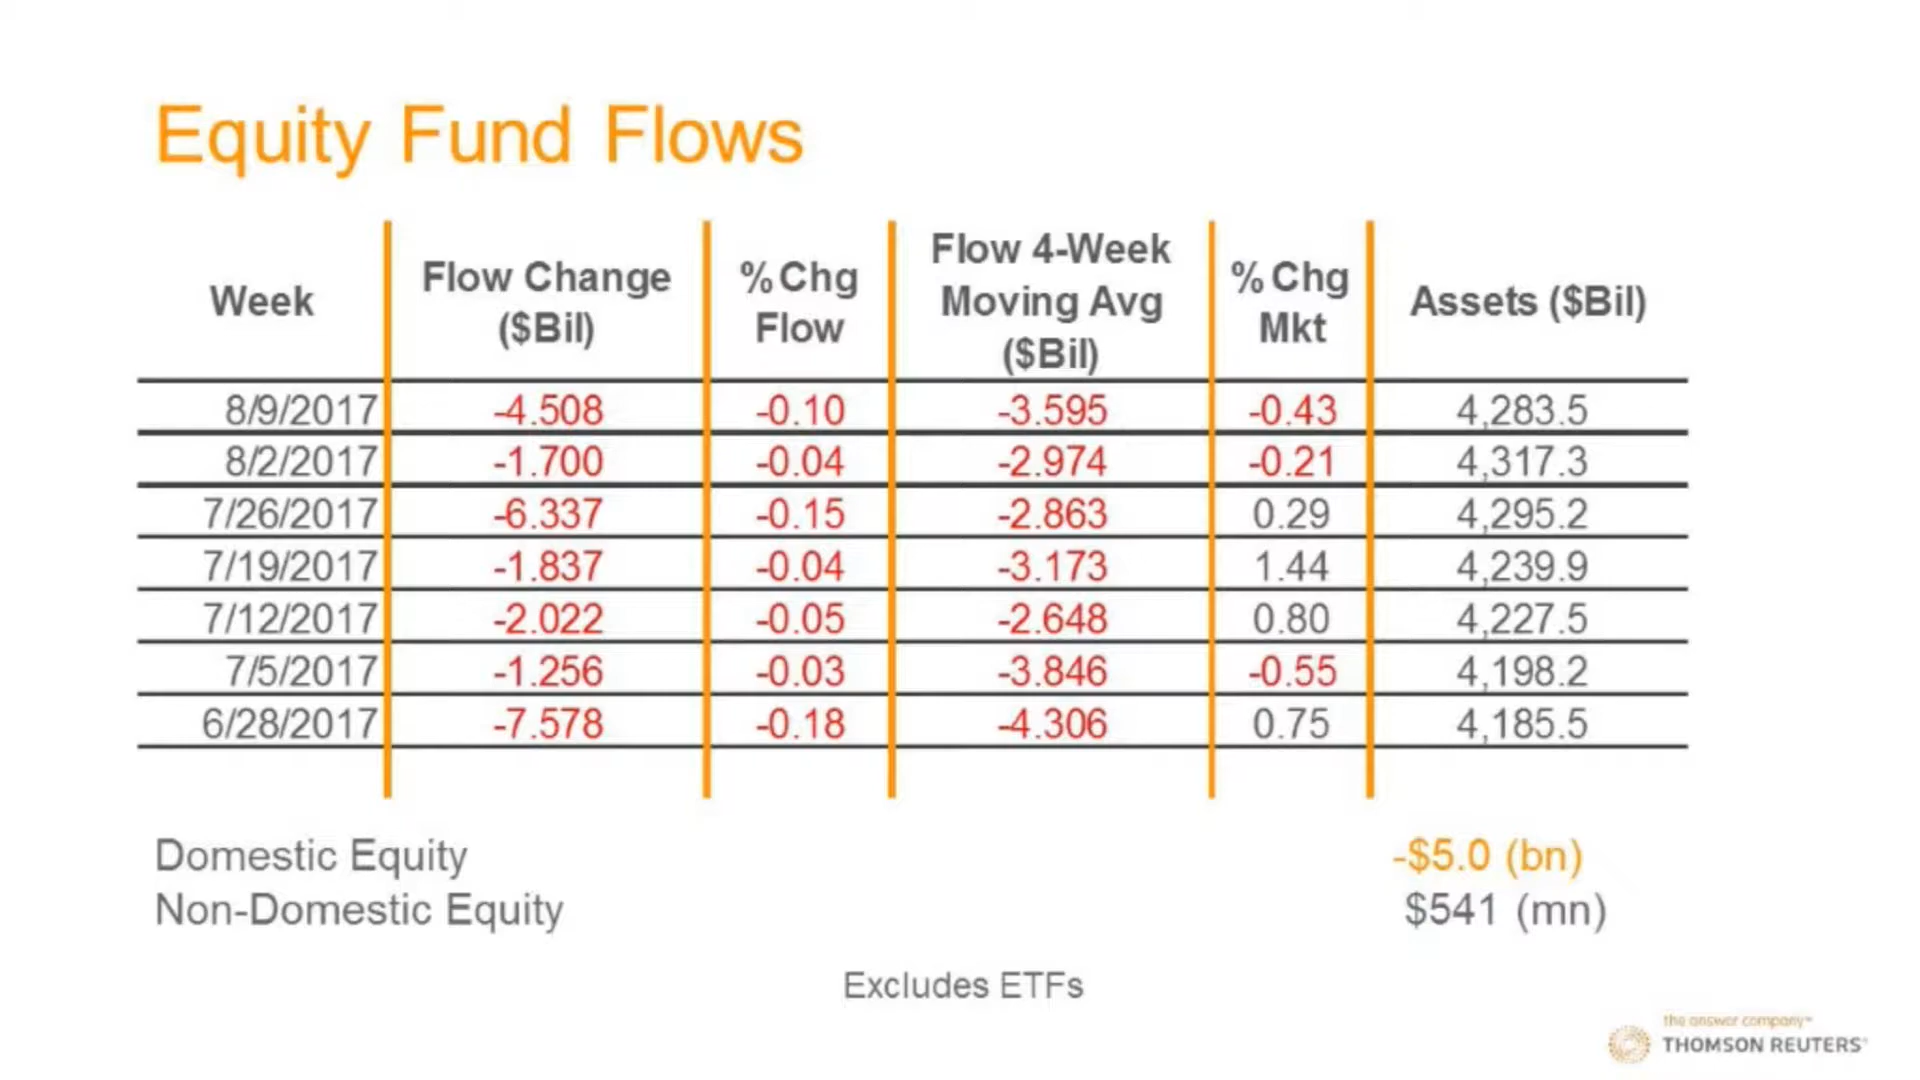 Equity Fund Flows
Week Flow Change ($Bil) % Chg Flow Flow 4-Week Moving Avg ($Bil) % Chg Mkt Assets ($Bil)
8/9/2017 -4.508 -0.10 -3.595 -0.43 4,283.5
8/2/2017 -1.700 -0.04 -2.974 -0.21 4,317.3
7/26/2017 -6.337 -0.15 -2.863 0.29 4,295.2
7/19/2017 -1.837 -0.04 -3.173 1.44 4,239.9
7/12/2017 -2.022 -0.05 -2.648 0.80 4,227.5
7/5/2017 -1.256 -0.03 -3.846 -0.55 4,198.2
6/28/2017 -7.578 -0.18 -4.306 0.75 4,185.5
Domestic Equity -$5.0 (bn)
Non-Domestic Equity $541 (mn)
Excludes ETFs
the answer company™
THOMSON REUTERS®